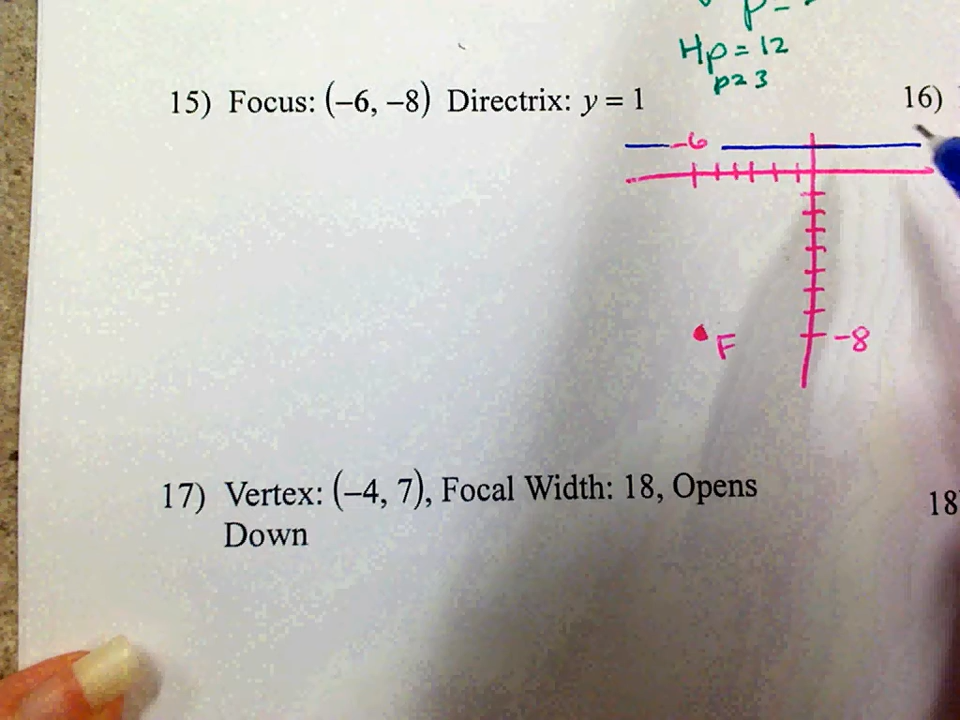 p=
4p = 12
p=3
15) Focus: (−6, −8) Directrix: y = 1
16)
-6
F
-8
17) Vertex: (−4, 7), Focal Width: 18, Opens
Down
18